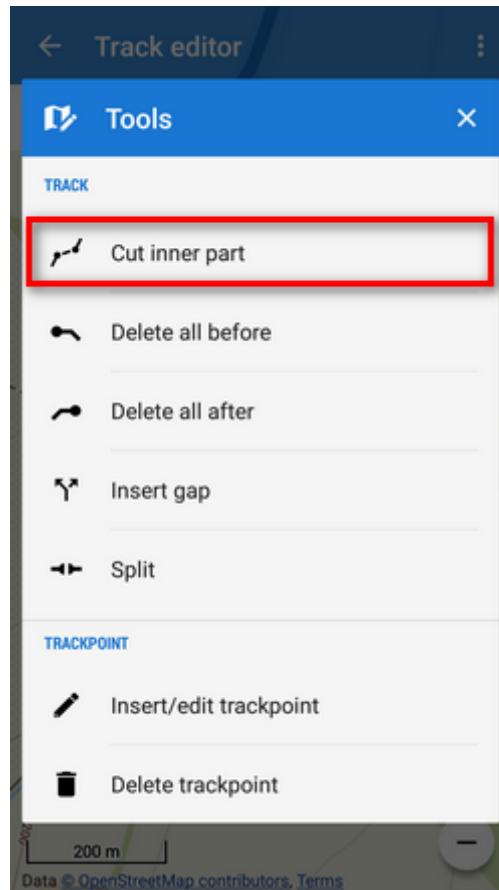 Track editor
Tools
TRACK
Cut inner part
Delete all before
Delete all after
Insert gap
Split
TRACKPOINT
Insert/edit trackpoint
Delete trackpoint
200
200 m
Data © OpenStreetMap contributors, Terms